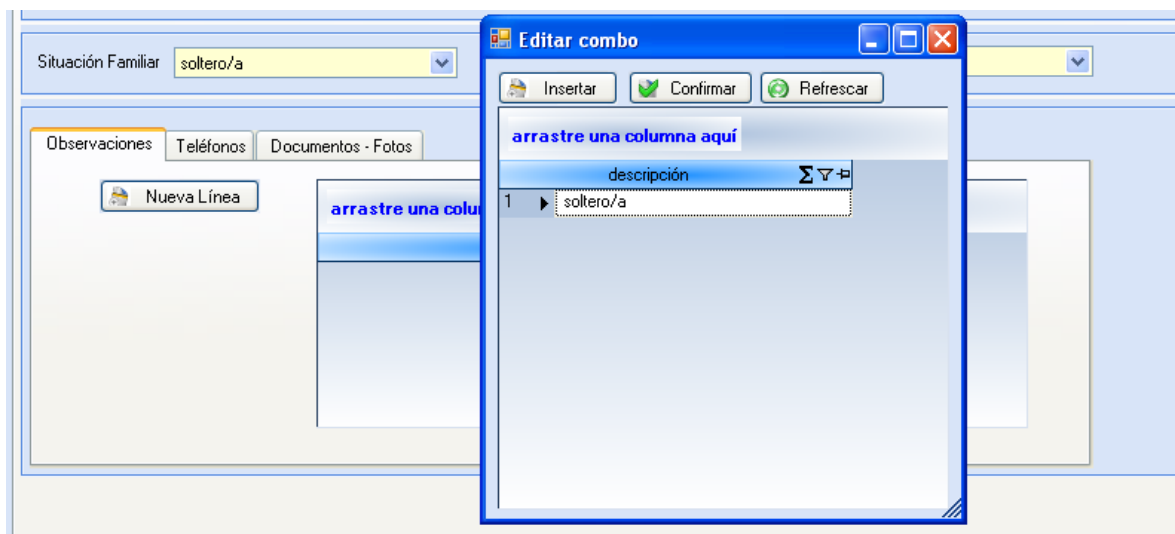 Editar combo
Situación Familiar soltero/a
Insertar Confirmar Refrescar
arrastre una columna aquí
descripción
1 soltero/a
Observaciones Teléfonos Documentos - Fotos
Nueva Línea
arrastre una colu